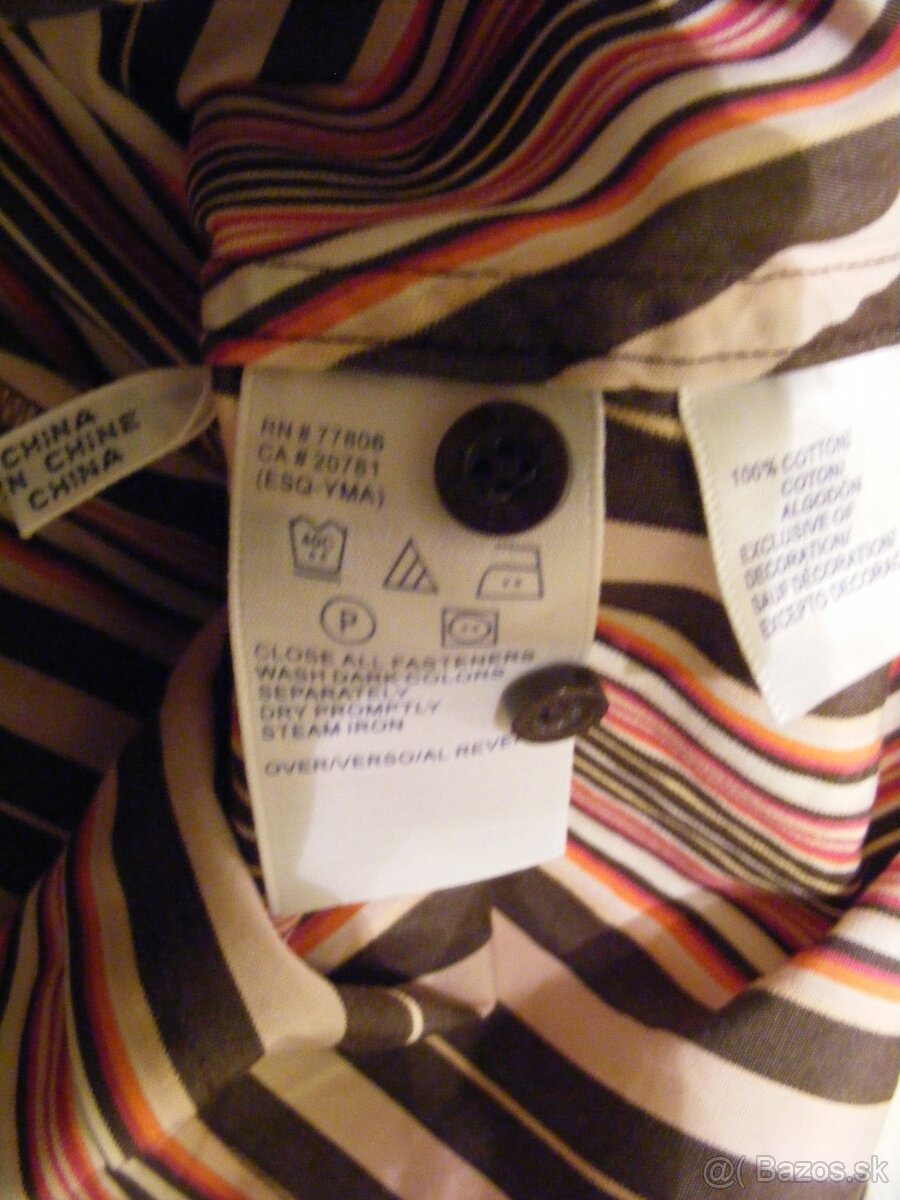 CHINA
N CHINE
CHINA
RN # 77806
CA # 20781
(ESQ-YMA)
40C
P
CLOSE ALL FASTENERS
WASH DARK COLORS
SEPARATELY
DRY PROMPTLY
STEAM IRON
OVER/VERSO/AL REVE
100% COTTON/
COTON/
ALGODÓN
EXCLUSIVE OF
DECORATION/
SAUF DÉCORATION/
EXCEPTO DECORAC
@( Bazos.sk